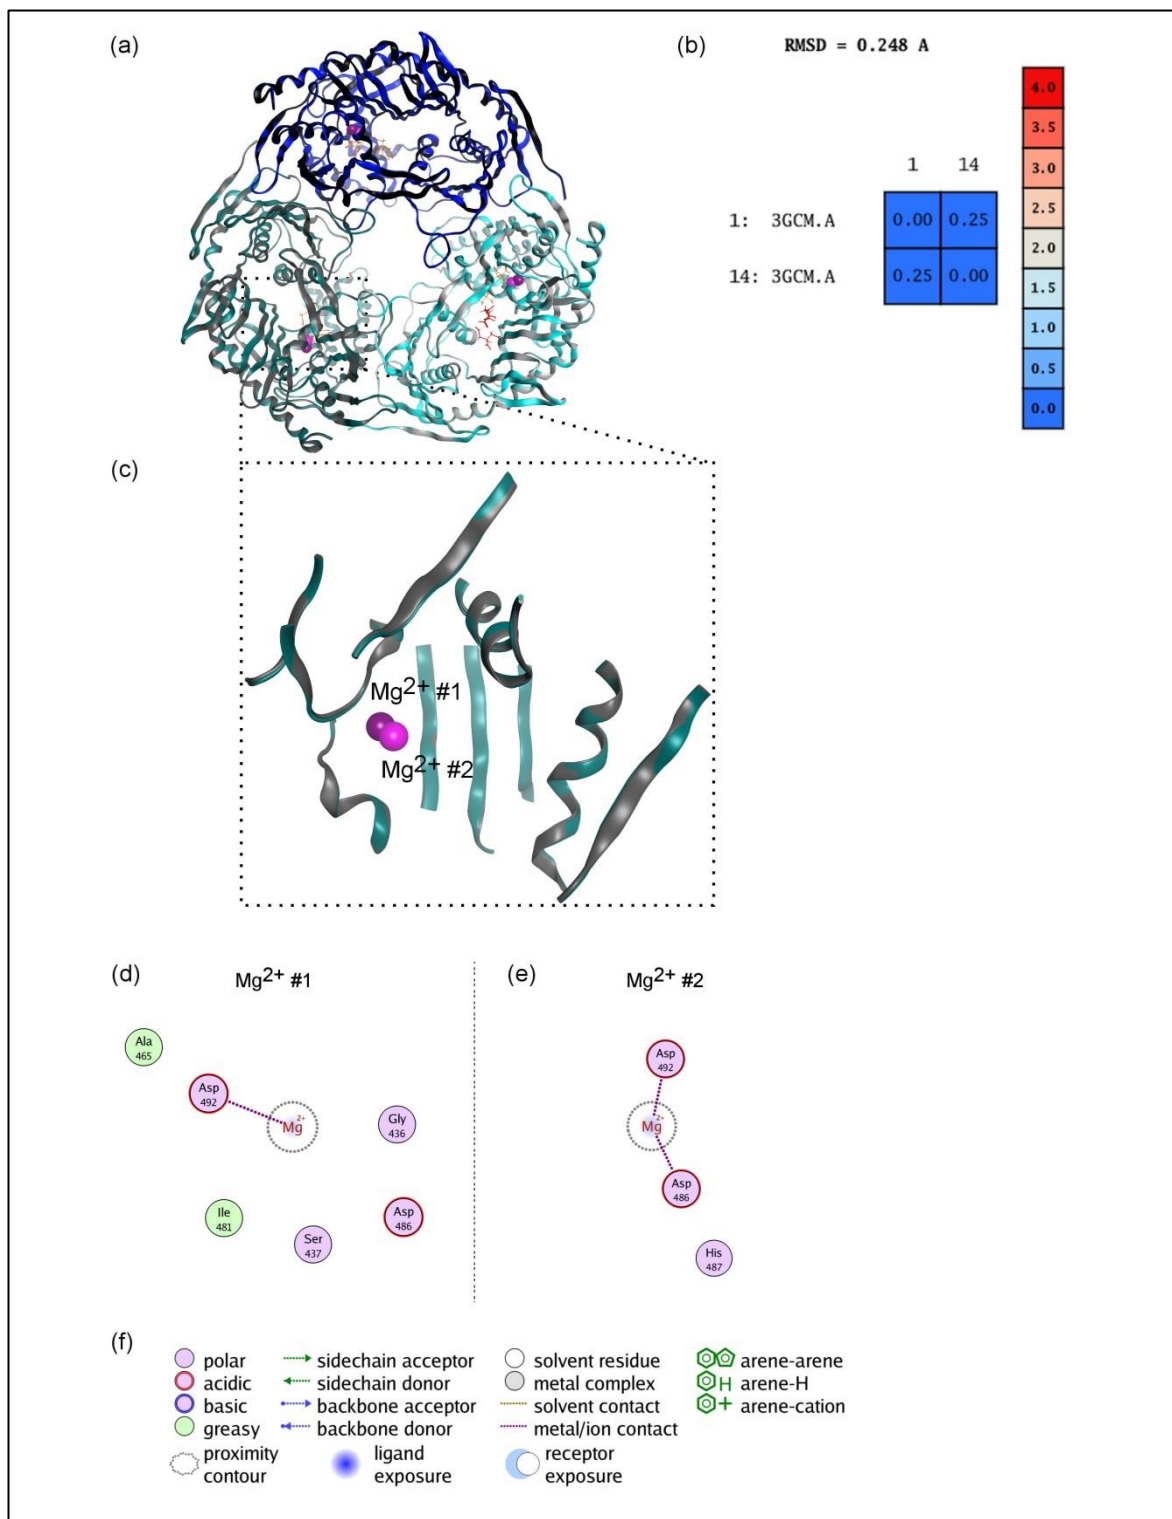 (a)
(b)
RMSD = 0.248 A
1 14
1: 3GCM.A 0.00 0.25
14: 3GCM.A 0.25 0.00
4.0
3.5
3.0
2.5
2.0
1.5
1.0
0.5
0.0
(c)
Mg2+ #1
Mg2+ #2
(d)
Mg2+ #1
Ala
465
Asp
492
Mg 2+
Gly
436
Ile
481
Ser
437
Asp
486
(e)
Mg2+ #2
Asp
492
Mg 2+
Asp
486
His
487
(f)
polar
acidic
basic
greasy
proximity
contour
sidechain acceptor
sidechain donor
backbone acceptor
backbone donor
ligand
exposure
solvent residue
metal complex
solvent contact
metal/ion contact
receptor
exposure
arene-arene
H arene-H
+ arene-cation